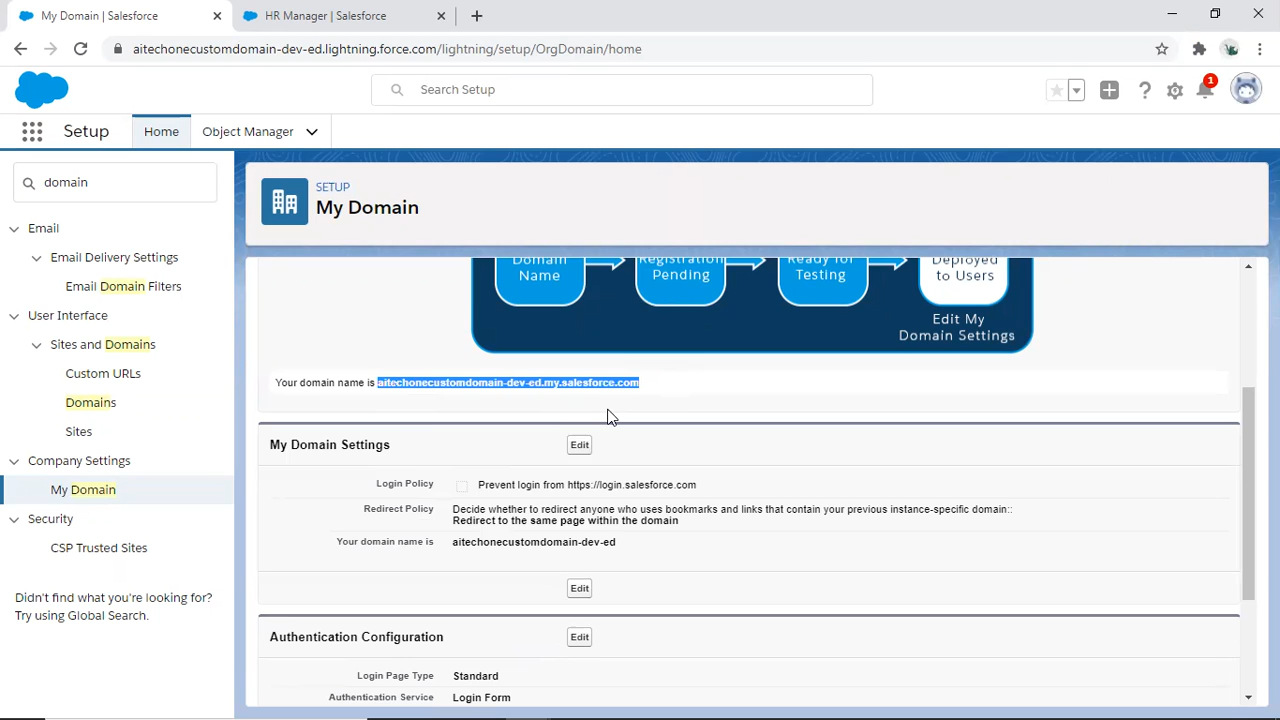 My Domain | Salesforce
HR Manager | Salesforce
aitechonecustomdomain-dev-ed.lightning.force.com/lightning/setup/OrgDomain/home
Search Setup
1
Setup
Home
Object Manager
domain
Email
Email Delivery Settings
Email Domain Filters
User Interface
Sites and Domains
Custom URLs
Domains
Sites
Company Settings
My Domain
Security
CSP Trusted Sites
Didn't find what you're looking for?
Try using Global Search.
SETUP
My Domain
Domain
Name
Registration
Pending
Ready for
Testing
Deployed
to Users
Edit My
Domain Settings
Your domain name is aitechonecustomdomain-dev-ed.my.salesforce.com
My Domain Settings
Edit
Login Policy
Prevent login from https://login.salesforce.com
Redirect Policy
Decide whether to redirect anyone who uses bookmarks and links that contain your previous instance-specific domain::
Redirect to the same page within the domain
Your domain name is
aitechonecustomdomain-dev-ed
Edit
Authentication Configuration
Edit
Login Page Type
Standard
Authentication Service
Login Form